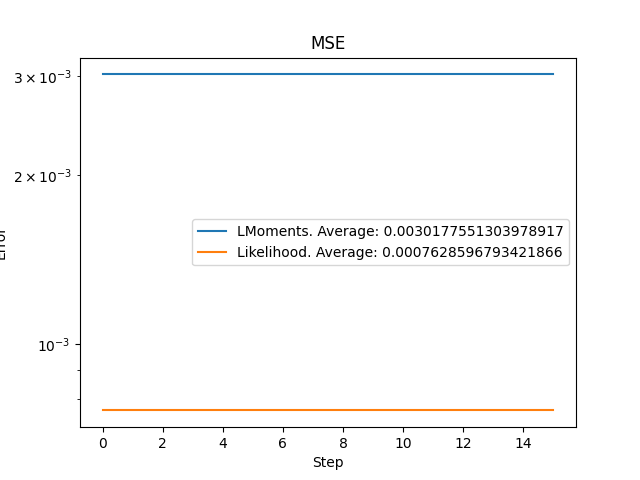 MSE
3 × 10⁻³
2 × 10⁻³
10⁻³
Error
LMoments. Average: 0.0030177551303978917
Likelihood. Average: 0.0007628596793421866
0 2 4 6 8 10 12 14
Step